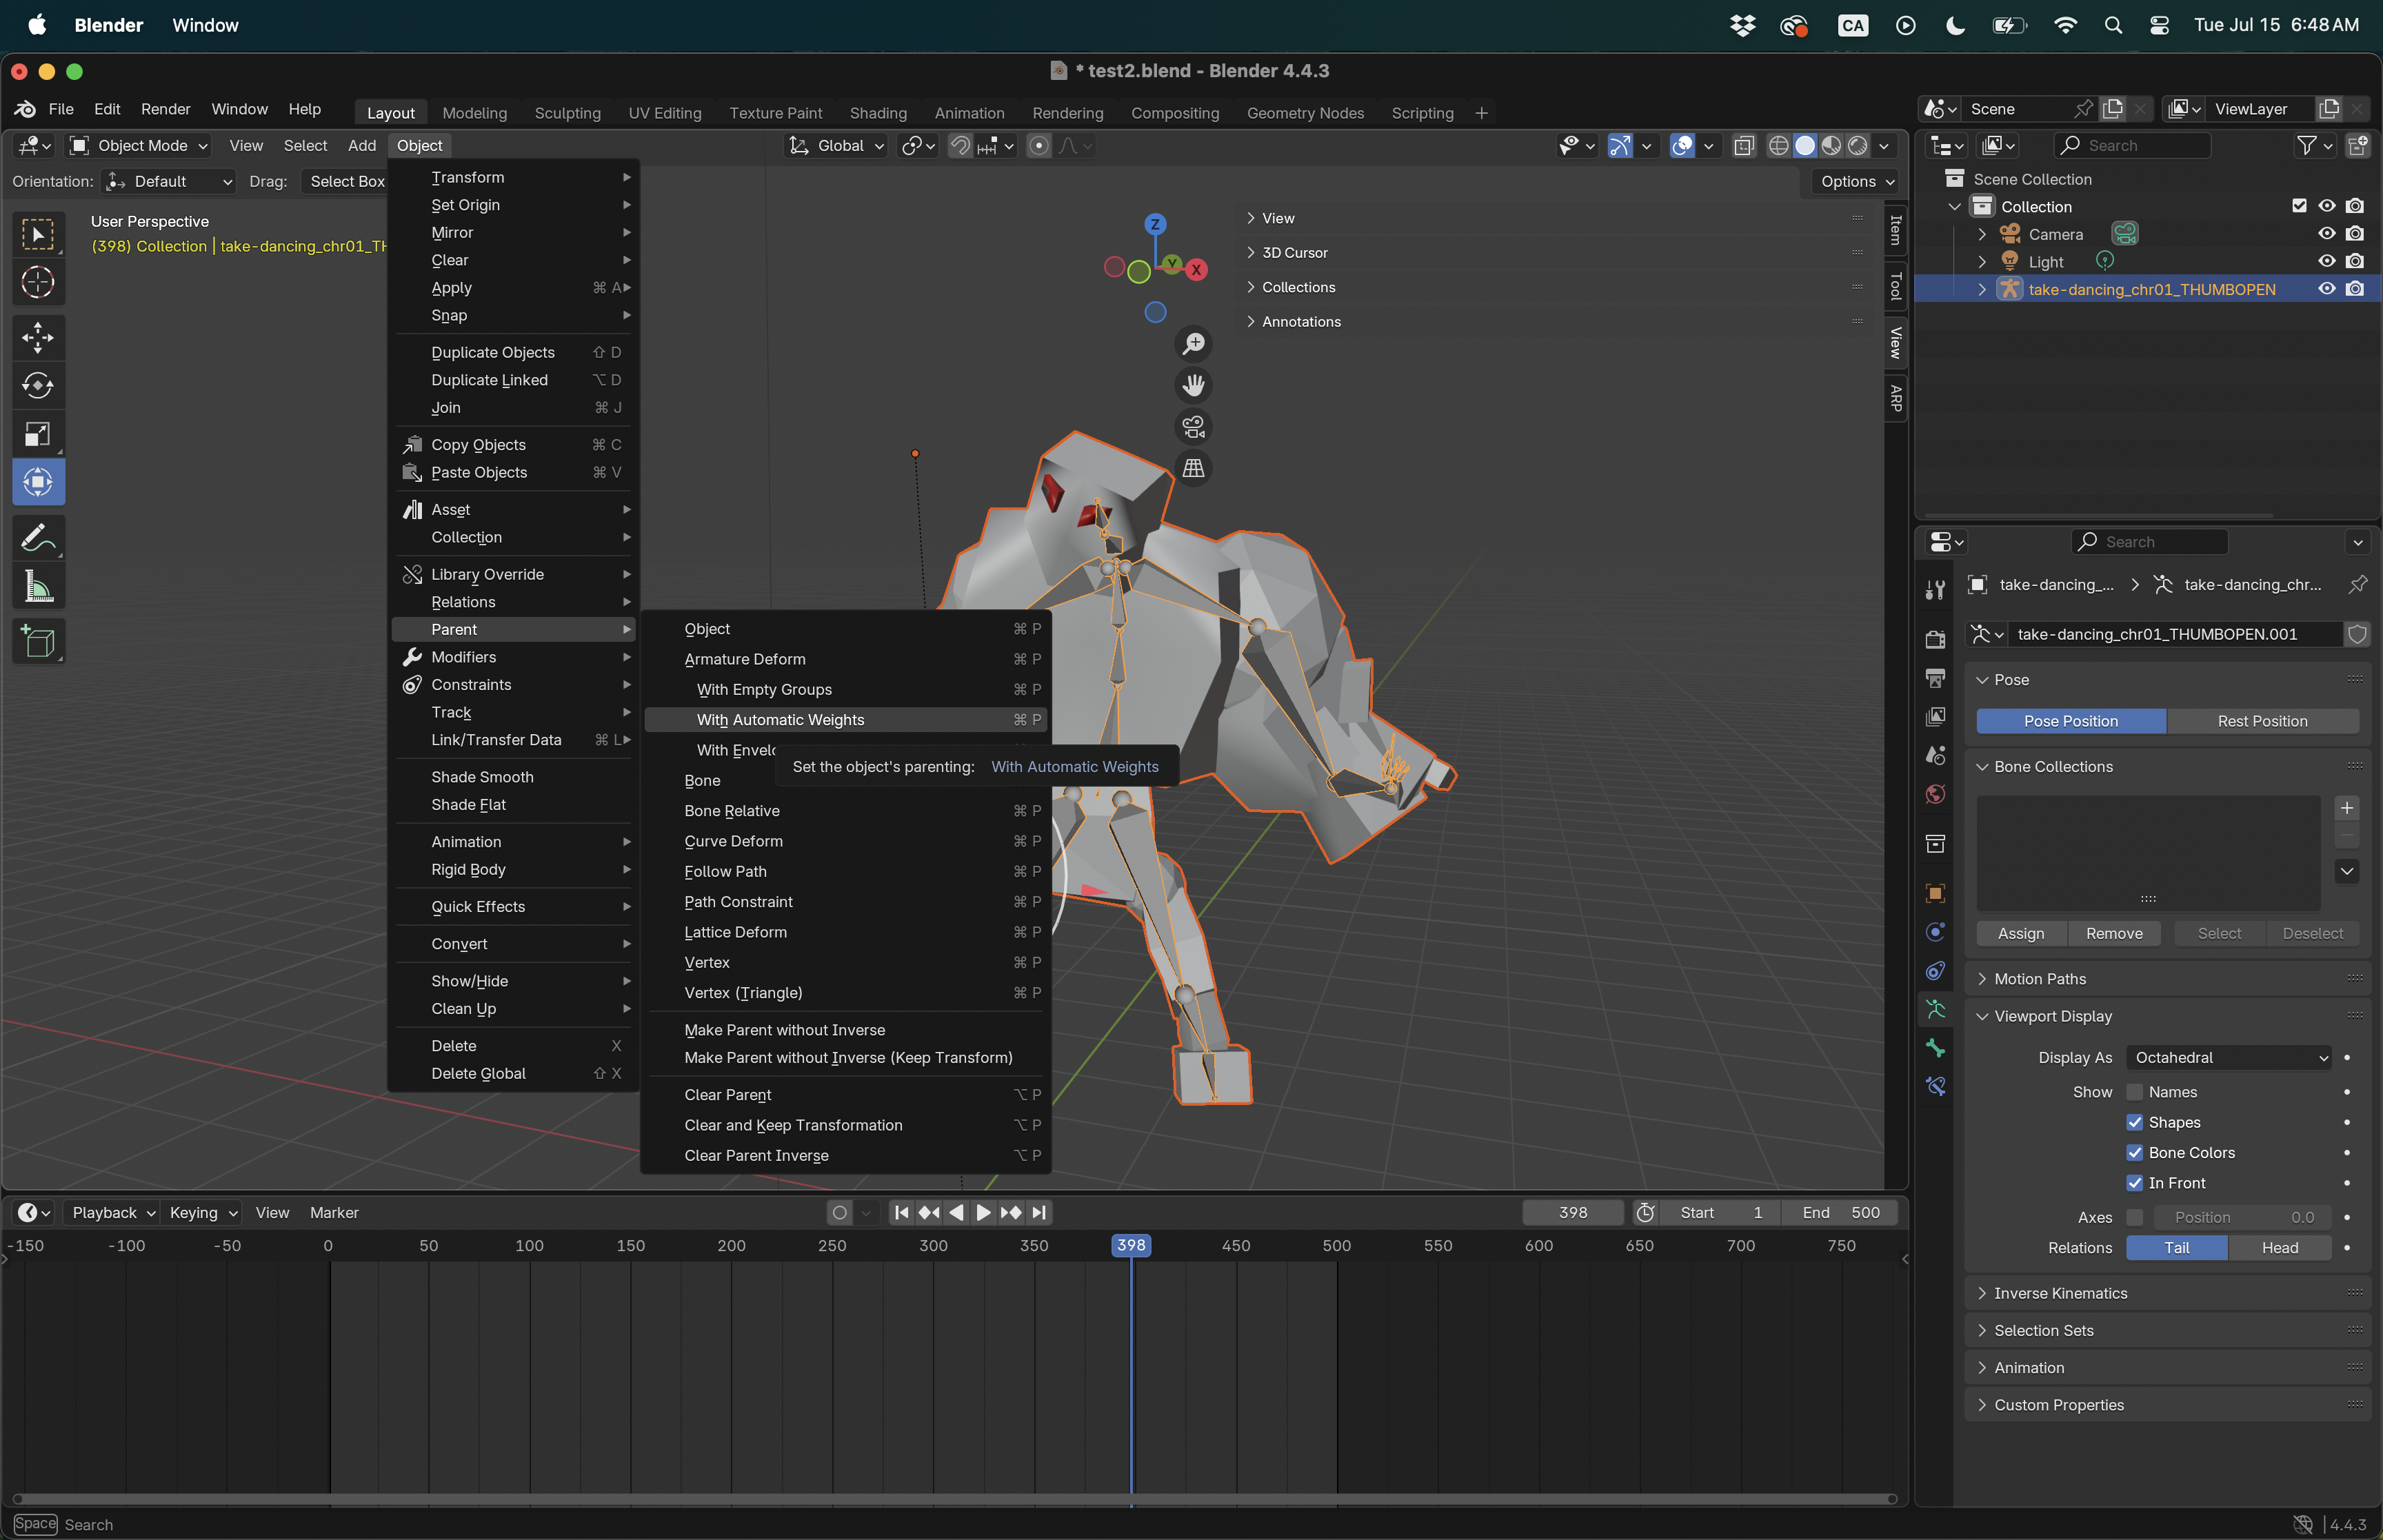 Blender Window CA Tue Jul 15 6:48 AM
* test2.blend - Blender 4.4.3
File Edit Render Window Help Layout Modeling Sculpting UV Editing Texture Paint Shading Animation Rendering Compositing Geometry Nodes Scripting + Scene ViewLayer
Object Mode View Select Add Object Global Search
Orientation: Default Drag: Select Box Options
User Perspective
(398) Collection | take-dancing_chr01_TH
Transform
Set Origin
Mirror
Clear
Apply ⌘ A
Snap
Duplicate Objects ⇧ D
Duplicate Linked ⌥ D
Join ⌘ J
Copy Objects ⌘ C
Paste Objects ⌘ V
Asset
Collection
Library Override
Relations
Parent
Modifiers
Constraints
Track
Link/Transfer Data ⌘ L
Shade Smooth
Shade Flat
Animation
Rigid Body
Quick Effects
Convert
Show/Hide
Clean Up
Delete X
Delete Global ⇧ X
Object ⌘ P
Armature Deform ⌘ P
With Empty Groups ⌘ P
With Automatic Weights ⌘ P
With Envelo
Set the object's parenting: With Automatic Weights
Bone
Bone Relative ⌘ P
Curve Deform ⌘ P
Follow Path ⌘ P
Path Constraint ⌘ P
Lattice Deform ⌘ P
Vertex ⌘ P
Vertex (Triangle) ⌘ P
Make Parent without Inverse
Make Parent without Inverse (Keep Transform)
Clear Parent ⌥ P
Clear and Keep Transformation ⌥ P
Clear Parent Inverse ⌥ P
Z
Y
X
View
3D Cursor
Collections
Annotations
Item
Tool
View
ARP
Scene Collection
Collection
Camera
Light
take-dancing_chr01_THUMBOPEN
Search
take-dancing_... take-dancing_chr...
take-dancing_chr01_THUMBOPEN.001
Pose
Pose Position Rest Position
Bone Collections
Assign Remove Select Deselect
Motion Paths
Viewport Display
Display As Octahedral
Show Names
Shapes
Bone Colors
In Front
Axes Position 0.0
Relations Tail Head
Inverse Kinematics
Selection Sets
Animation
Custom Properties
Playback Keying View Marker 398 Start 1 End 500
-150 -100 -50 0 50 100 150 200 250 300 350 398 450 500 550 600 650 700 750
Space Search 4.4.3